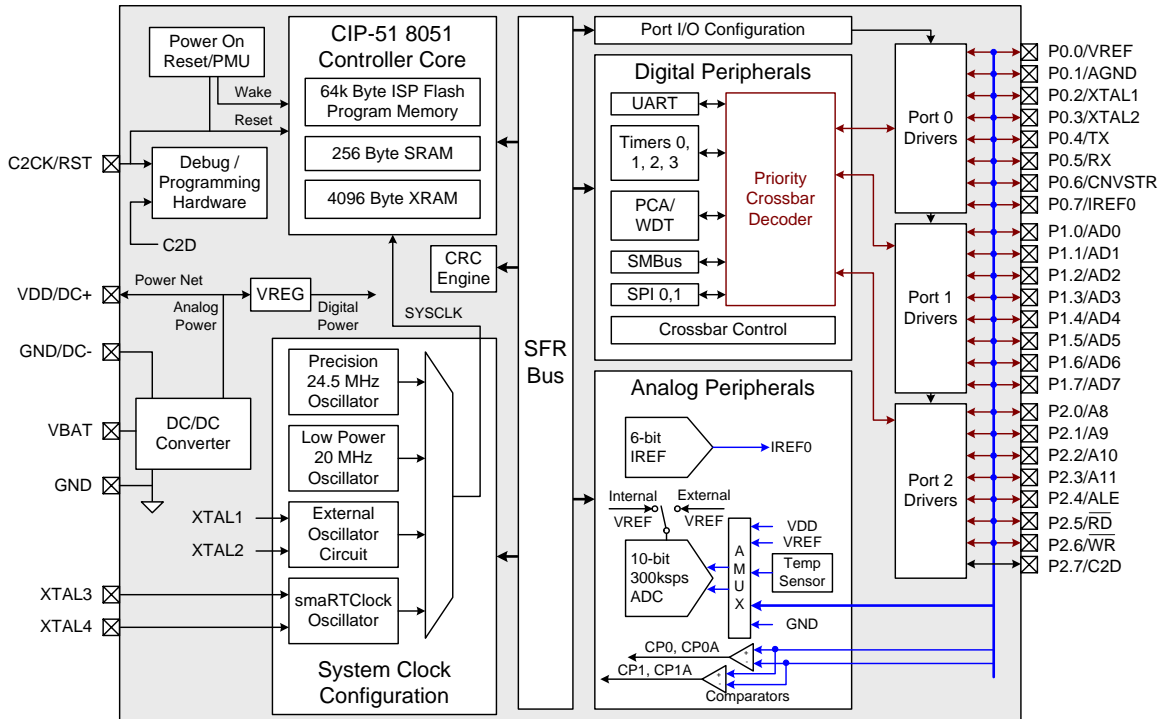 Power On
Reset/PMU
Wake
Reset
C2CK/RST
Debug /
Programming
Hardware
C2D
CIP-51 8051
Controller Core
64k Byte ISP Flash
Program Memory
256 Byte SRAM
4096 Byte XRAM
CRC
Engine
VDD/DC+
Power Net
VREG
Analog
Power
Digital
Power
SYSCLK
GND/DC-
VBAT
DC/DC
Converter
GND
Precision
24.5 MHz
Oscillator
Low Power
20 MHz
Oscillator
XTAL1
XTAL2
External
Oscillator
Circuit
XTAL3
XTAL4
smaRTClock
Oscillator
System Clock
Configuration
SFR
Bus
Port I/O Configuration
Digital Peripherals
UART
Timers 0,
1, 2, 3
PCA/
WDT
SMBus
SPI 0,1
Priority
Crossbar
Decoder
Crossbar Control
Analog Peripherals
6-bit
IREF
IREF0
Internal
VREF
External
VREF
10-bit
300ksps
ADC
A
M
U
X
VDD
VREF
Temp
Sensor
GND
CP0, CP0A
+
-
CP1, CP1A
+
-
Comparators
Port 0
Drivers
Port 1
Drivers
Port 2
Drivers
P0.0/VREF
P0.1/AGND
P0.2/XTAL1
P0.3/XTAL2
P0.4/TX
P0.5/RX
P0.6/CNVSTR
P0.7/IREF0
P1.0/AD0
P1.1/AD1
P1.2/AD2
P1.3/AD3
P1.4/AD4
P1.5/AD5
P1.6/AD6
P1.7/AD7
P2.0/A8
P2.1/A9
P2.2/A10
P2.3/A11
P2.4/ALE
P2.5/R̅D̅
P2.6/W̅R̅
P2.7/C2D